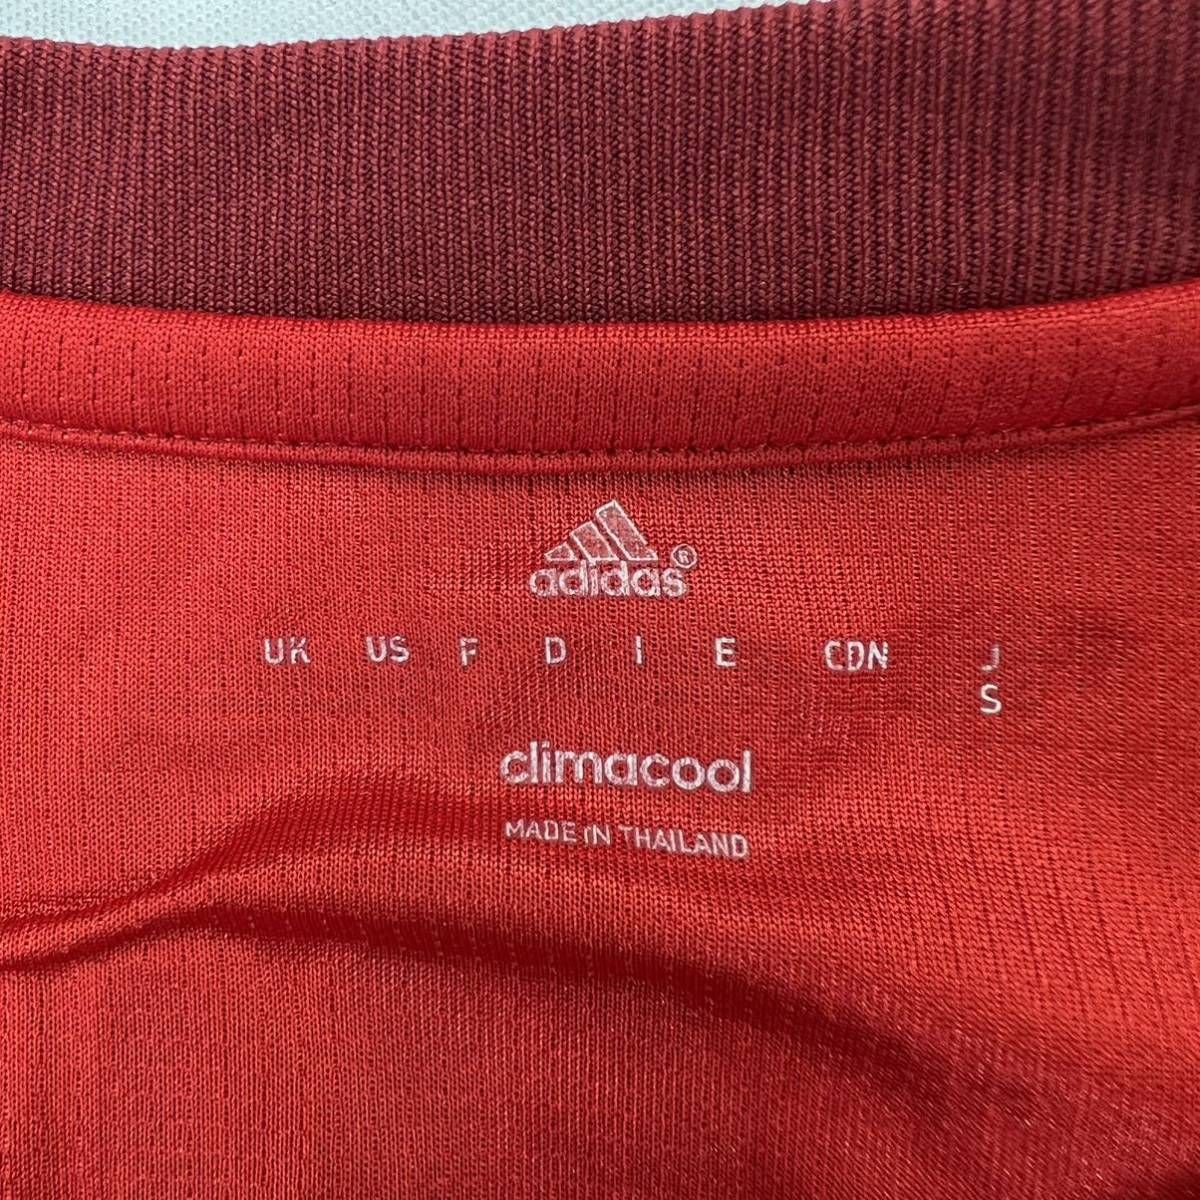 adidas®
UK US F D I E CDN J
S
climacool
MADE IN THAILAND